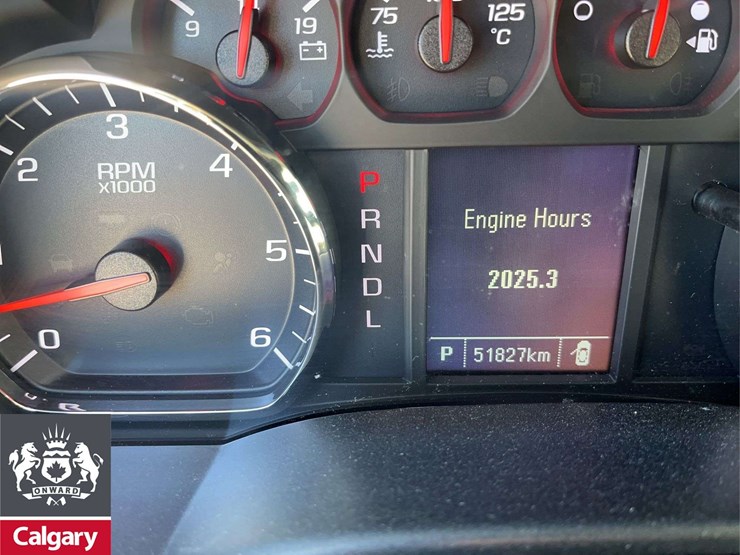 9 19
75 125
°C
3
2 4
RPM
x1000
1 5
0 6
P
R
N
D
L
Engine Hours
2025.3
P 51827km
ONWARD
Calgary